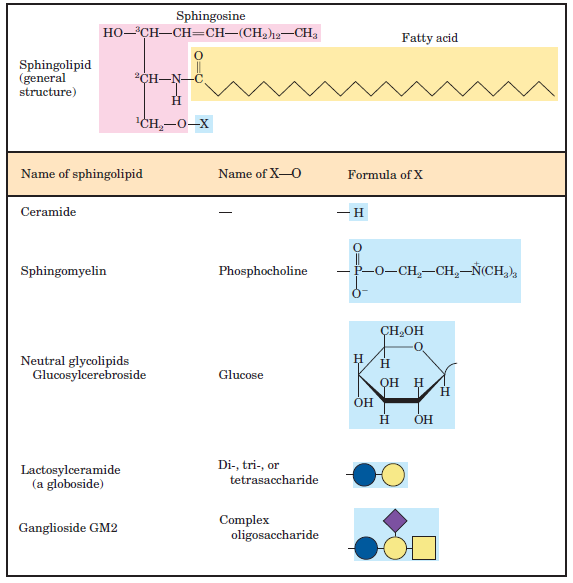 Sphingosine
HO—³CH—CH=CH—(CH₂)₁₂—CH₃
Fatty acid
Sphingolipid
(general
structure)
O
²CH—N—C
H
¹CH₂—O—X
Name of sphingolipid Name of X—O Formula of X
Ceramide — — H
O
Sphingomyelin Phosphocholine —P—O—CH₂—CH₂—N⁺(CH₃)₃
O⁻
CH₂OH
O
H H
Neutral glycolipids
Glucosylcerebroside Glucose
OH H H
OH
H OH
Lactosylceramide
(a globoside)
Di-, tri-, or
tetrasaccharide
Ganglioside GM2
Complex
oligosaccharide